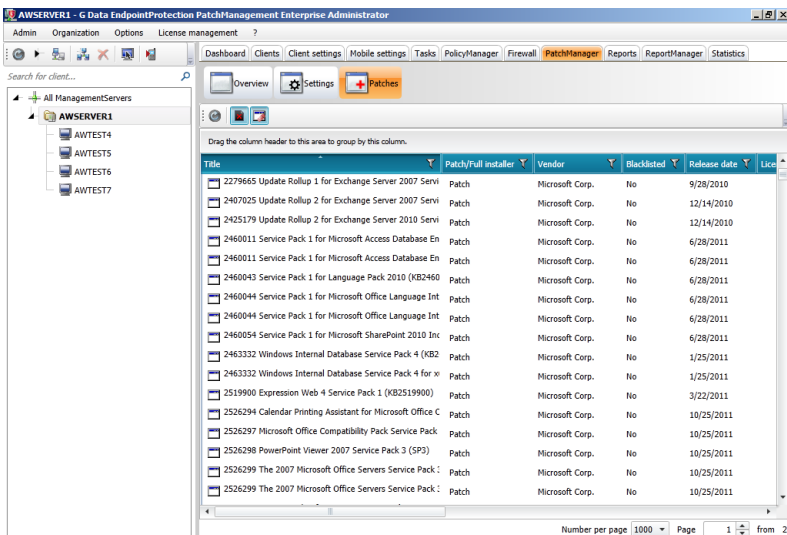 AWSERVER1 - G Data EndpointProtection PatchManagement Enterprise Administrator
Admin Organization Options License management ?
Dashboard Clients Client settings Mobile settings Tasks PolicyManager Firewall PatchManager Reports ReportManager Statistics
Search for client...
Overview Settings Patches
All ManagementServers
AWSERVER1
AWTEST4
AWTEST5
AWTEST6
AWTEST7
Drag the column header to this area to group by this column.
Title Patch/Full installer Vendor Blacklisted Release date Lice
2279665 Update Rollup 1 for Exchange Server 2007 Servi Patch Microsoft Corp. No 9/28/2010
2407025 Update Rollup 2 for Exchange Server 2007 Servi Patch Microsoft Corp. No 12/14/2010
2425179 Update Rollup 2 for Exchange Server 2010 Servi Patch Microsoft Corp. No 12/14/2010
2460011 Service Pack 1 for Microsoft Access Database En Patch Microsoft Corp. No 6/28/2011
2460011 Service Pack 1 for Microsoft Access Database En Patch Microsoft Corp. No 6/28/2011
2460043 Service Pack 1 for Language Pack 2010 (KB2460 Patch Microsoft Corp. No 6/28/2011
2460044 Service Pack 1 for Microsoft Office Language Int Patch Microsoft Corp. No 6/28/2011
2460044 Service Pack 1 for Microsoft Office Language Int Patch Microsoft Corp. No 6/28/2011
2460054 Service Pack 1 for Microsoft SharePoint 2010 Inc Patch Microsoft Corp. No 6/28/2011
2463332 Windows Internal Database Service Pack 4 (KB2 Patch Microsoft Corp. No 1/25/2011
2463332 Windows Internal Database Service Pack 4 for x Patch Microsoft Corp. No 1/25/2011
2519900 Expression Web 4 Service Pack 1 (KB2519900) Patch Microsoft Corp. No 3/22/2011
2526294 Calendar Printing Assistant for Microsoft Office C Patch Microsoft Corp. No 10/25/2011
2526297 Microsoft Office Compatibility Pack Service Pack Patch Microsoft Corp. No 10/25/2011
2526298 PowerPoint Viewer 2007 Service Pack 3 (SP3) Patch Microsoft Corp. No 10/25/2011
2526299 The 2007 Microsoft Office Servers Service Pack Patch Microsoft Corp. No 10/25/2011
2526299 The 2007 Microsoft Office Servers Service Pack Patch Microsoft Corp. No 10/25/2011
Number per page 1000 Page 1 from 2